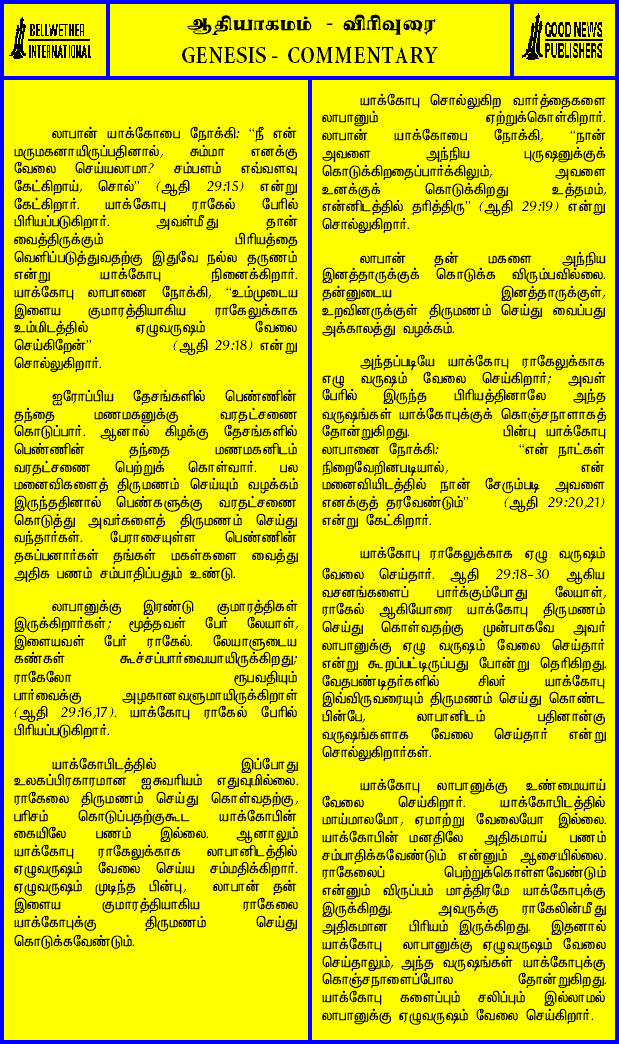 BELLWETHER
INTERNATIONAL
ஆதியாகமம் - விரிவுரை
GENESIS - COMMENTARY
GOOD NEWS
PUBLISHERS
லாபான் யாக்கோபை நோக்கி: “நீ என்
மருமகனாயிருப்பதினால், சும்மா எனக்கு
வேலை செய்யலாமா? சம்பளம் எவ்வளவு
கேட்கிறாய், சொல்” (ஆதி 29:15) என்று
கேட்கிறார். யாக்கோபு ராகேல் பேரில்
பிரியப்படுகிறார். அவள்மீது தான்
வைத்திருக்கும் பிரியத்தை
வெளிப்படுத்துவதற்கு இதுவே நல்ல தருணம்
என்று யாக்கோபு நினைக்கிறார்.
யாக்கோபு லாபானை நோக்கி, “உம்முடைய
இளைய குமாரத்தியாகிய ராகேலுக்காக
உம்மிடத்தில் ஏழுவருஷம் வேலை
செய்கிறேன்” (ஆதி 29:18) என்று
சொல்லுகிறார்.
ஐரோப்பிய தேசங்களில் பெண்ணின்
தந்தை மணமகனுக்கு வரதட்சணை
கொடுப்பார். ஆனால் கிழக்கு தேசங்களில்
பெண்ணின் தந்தை மணமகனிடம்
வரதட்சணை பெற்றுக் கொள்வார். பல
மனைவிகளைத் திருமணம் செய்யும் வழக்கம்
இருந்ததினால் பெண்களுக்கு வரதட்சணை
கொடுத்து அவர்களைத் திருமணம் செய்து
வந்தார்கள். பேராசையுள்ள பெண்ணின்
தகப்பனார்கள் தங்கள் மகள்களை வைத்து
அதிக பணம் சம்பாதிப்பதும் உண்டு.
லாபானுக்கு இரண்டு குமாரத்திகள்
இருக்கிறார்கள்; மூத்தவள் பேர் லேயாள்,
இளையவள் பேர் ராகேல். லேயாளுடைய
கண்கள் கூச்சப்பார்வையாயிருக்கிறது;
ராகேலோ ரூபவதியும்
பார்வைக்கு அழகானவளுமாயிருக்கிறாள்
(ஆதி 29:16,17). யாக்கோபு ராகேல் பேரில்
பிரியப்படுகிறார்.
யாக்கோபிடத்தில் இப்போது
உலகப்பிரகாரமான ஐசுவரியம் எதுவுமில்லை.
ராகேலை திருமணம் செய்து கொள்வதற்கு,
பரிசம் கொடுப்பதற்குகூட யாக்கோபின்
கையிலே பணம் இல்லை. ஆனாலும்
யாக்கோபு ராகேலுக்காக லாபானிடத்தில்
ஏழுவருஷம் வேலை செய்ய சம்மதிக்கிறார்.
ஏழுவருஷம் முடிந்த பின்பு, லாபான் தன்
இளைய குமாரத்தியாகிய ராகேலை
யாக்கோபுக்கு திருமணம் செய்து
கொடுக்கவேண்டும்.
யாக்கோபு சொல்லுகிற வார்த்தைகளை
லாபானும் ஏற்றுக்கொள்கிறார்.
லாபான் யாக்கோபை நோக்கி, “நான்
அவளை அந்நிய புருஷனுக்குக்
கொடுக்கிறதைப்பார்க்கிலும், அவளை
உனக்குக் கொடுக்கிறது உத்தமம்,
என்னிடத்தில் தரித்திரு” (ஆதி 29:19) என்று
சொல்லுகிறார்.
லாபான் தன் மகளை அந்நிய
இனத்தாருக்குக் கொடுக்க விரும்பவில்லை.
தன்னுடைய இனத்தாருக்குள்,
உறவினருக்குள் திருமணம் செய்து வைப்பது
அக்காலத்து வழக்கம்.
அந்தப்படியே யாக்கோபு ராகேலுக்காக
எழு வருஷம் வேலை செய்கிறார்; அவள்
பேரில் இருந்த பிரியத்தினாலே அந்த
வருஷங்கள் யாக்கோபுக்குக் கொஞ்சநாளாகத்
தோன்றுகிறது. பின்பு யாக்கோபு
லாபானை நோக்கி: “என் நாட்கள்
நிறைவேறினபடியால், என்
மனைவியிடத்தில் நான் சேரும்படி அவளை
எனக்குத் தரவேண்டும்” (ஆதி 29:20,21)
என்று கேட்கிறார்.
யாக்கோபு ராகேலுக்காக ஏழு வருஷம்
வேலை செய்தார். ஆதி 29:18-30 ஆகிய
வசனங்களைப் பார்க்கும்போது லேயாள்,
ராகேல் ஆகியோரை யாக்கோபு திருமணம்
செய்து கொள்வதற்கு முன்பாகவே அவர்
லாபானுக்கு ஏழு வருஷம் வேலை செய்தார்
என்று கூறப்பட்டிருப்பது போன்று தெரிகிறது.
வேதபண்டிதர்களில் சிலர் யாக்கோபு
இவ்விருவரையும் திருமணம் செய்து கொண்ட
பின்பே, லாபானிடம் பதினான்கு
வருஷங்களாக வேலை செய்தார் என்று
சொல்லுகிறார்கள்.
யாக்கோபு லாபானுக்கு உண்மையாய்
வேலை செய்கிறார். யாக்கோபிடத்தில்
மாய்மாலமோ, ஏமாற்று வேலையோ இல்லை.
யாக்கோபின் மனதிலே அதிகமாய் பணம்
சம்பாதிக்கவேண்டும் என்னும் ஆசையில்லை.
ராகேலைப் பெற்றுக்கொள்ளவேண்டும்
என்னும் விருப்பம் மாத்திரமே யாக்கோபுக்கு
இருக்கிறது. அவருக்கு ராகேலின்மீது
அதிகமான பிரியம் இருக்கிறது. இதனால்
யாக்கோபு லாபானுக்கு ஏழுவருஷம் வேலை
செய்தாலும், அந்த வருஷங்கள் யாக்கோபுக்கு
கொஞ்சநாளைப்போல தோன்றுகிறது.
யாக்கோபு களைப்பும் சலிப்பும் இல்லாமல்
லாபானுக்கு ஏழுவருஷம் வேலை செய்கிறார்.